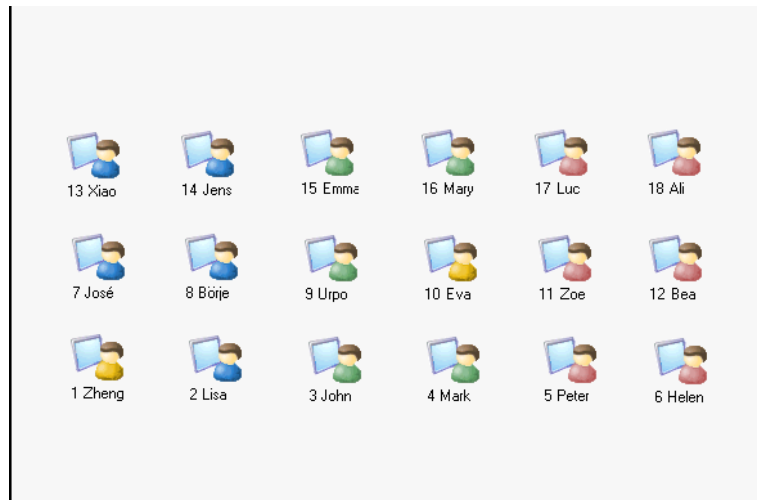 13 Xiao
14 Jens
15 Emma
16 Mary
17 Luc
18 Ali
7 José
8 Börje
9 Urpo
10 Eva
11 Zoe
12 Bea
1 Zheng
2 Lisa
3 John
4 Mark
5 Peter
6 Helen